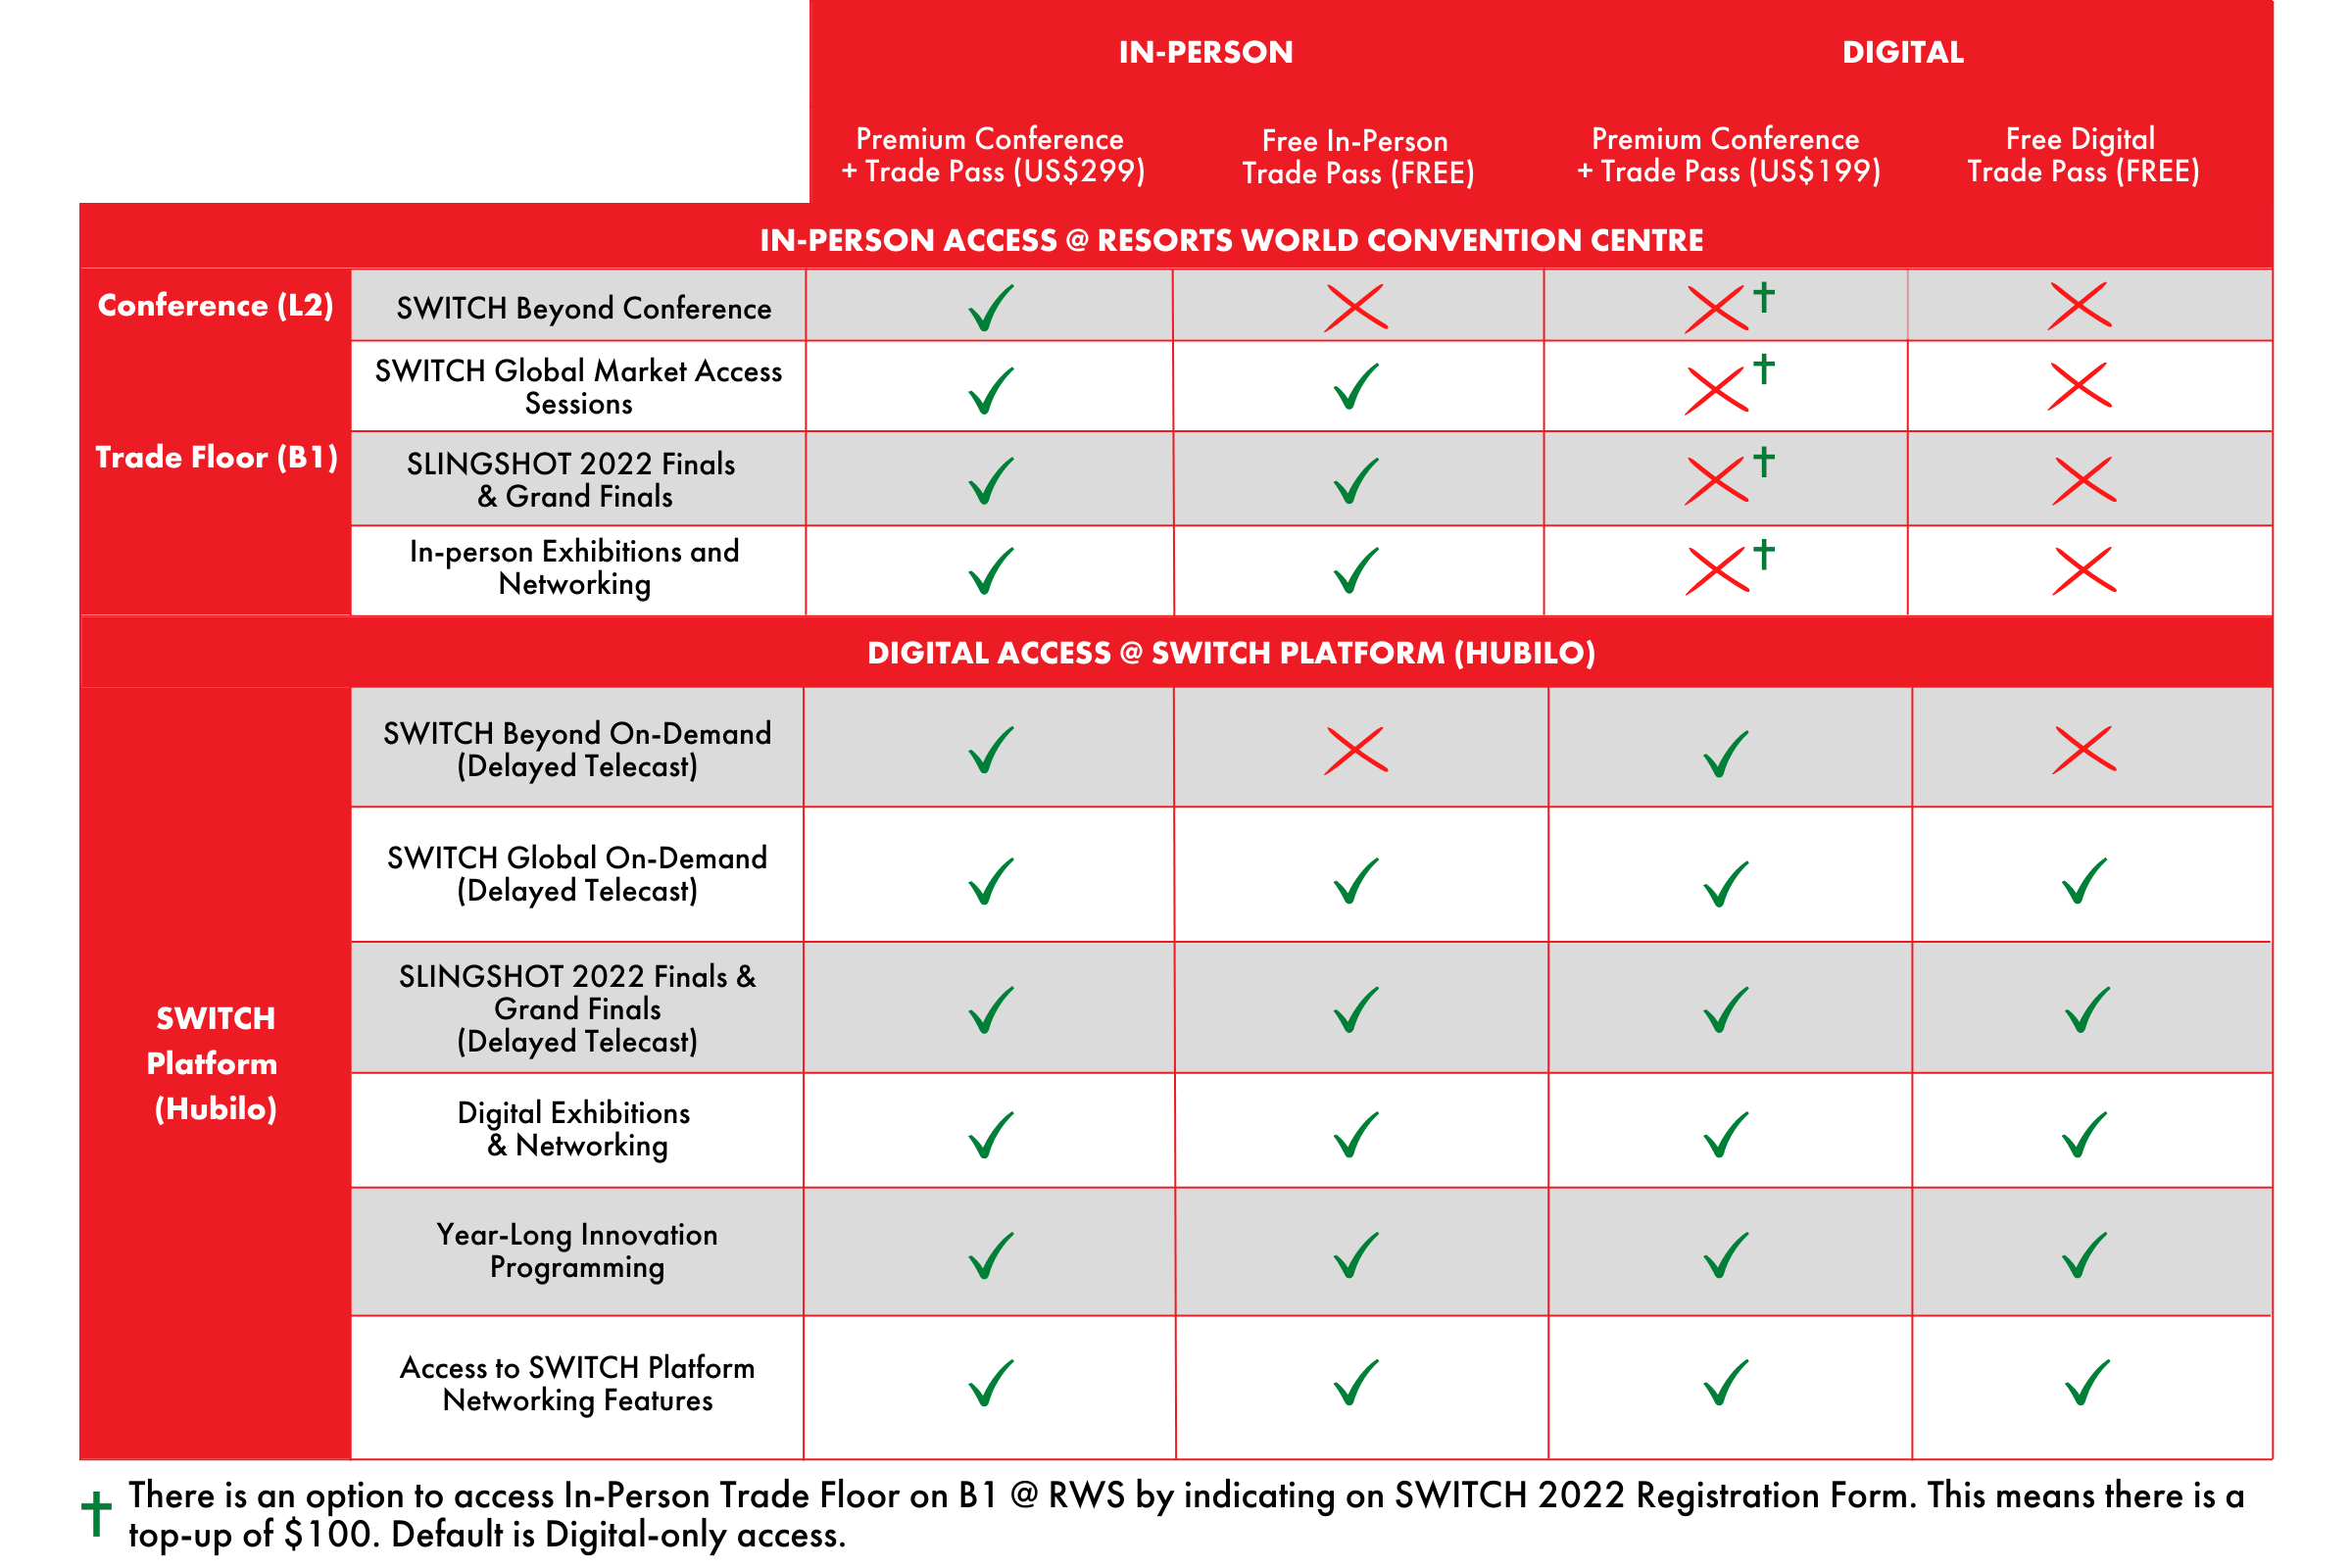 IN-PERSON
DIGITAL
Premium Conference
+ Trade Pass (US$299)
Free In-Person
Trade Pass (FREE)
Premium Conference
+ Trade Pass (US$199)
Free Digital
Trade Pass (FREE)
IN-PERSON ACCESS @ RESORTS WORLD CONVENTION CENTRE
Conference (L2)
SWITCH Beyond Conference
✓
✗
✗†
✗
SWITCH Global Market Access
Sessions
✓
✓
✗†
✗
Trade Floor (B1)
SLINGSHOT 2022 Finals
& Grand Finals
✓
✓
✗†
✗
In-person Exhibitions and
Networking
✓
✓
✗†
✗
DIGITAL ACCESS @ SWITCH PLATFORM (HUBILO)
SWITCH
Platform
(Hubilo)
SWITCH Beyond On-Demand
(Delayed Telecast)
✓
✗
✓
✗
SWITCH Global On-Demand
(Delayed Telecast)
✓
✓
✓
✓
SLINGSHOT 2022 Finals &
Grand Finals
(Delayed Telecast)
✓
✓
✓
✓
Digital Exhibitions
& Networking
✓
✓
✓
✓
Year-Long Innovation
Programming
✓
✓
✓
✓
Access to SWITCH Platform
Networking Features
✓
✓
✓
✓
† There is an option to access In-Person Trade Floor on B1 @ RWS by indicating on SWITCH 2022 Registration Form. This means there is a
top-up of $100. Default is Digital-only access.